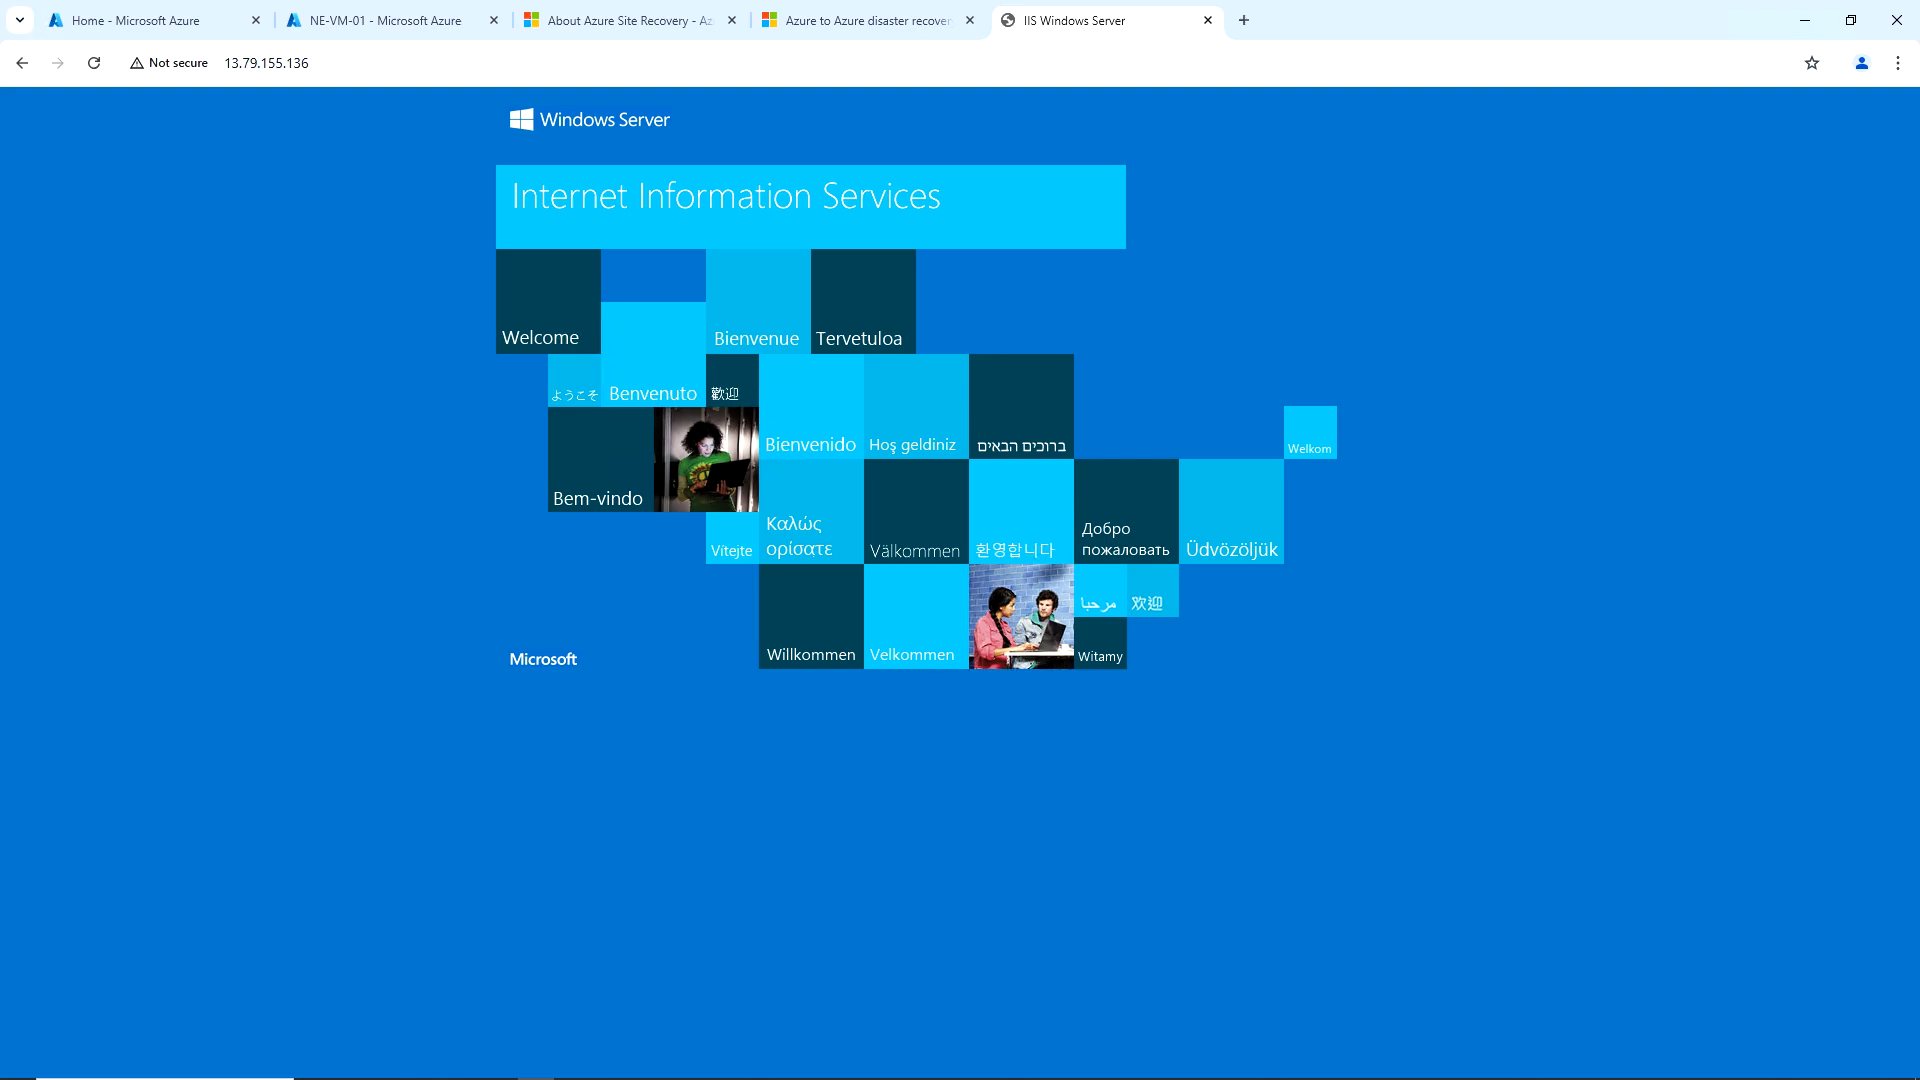 Home - Microsoft Azure
NE-VM-01 - Microsoft Azure
About Azure Site Recovery - Az
Azure to Azure disaster recover
IIS Windows Server
Not secure
13.79.155.136
Windows Server
Internet Information Services
Welcome
Bienvenue
Tervetuloa
ようこそ
Benvenuto
歡迎
Bienvenido
Hoş geldiniz
ברוכים הבאים
Welkom
Bem-vindo
Vítejte
Καλώς
ορίσατε
Välkommen
환영합니다
Добро
пожаловать
Üdvözöljük
Microsoft
Willkommen
Velkommen
مرحبا
欢迎
Witamy